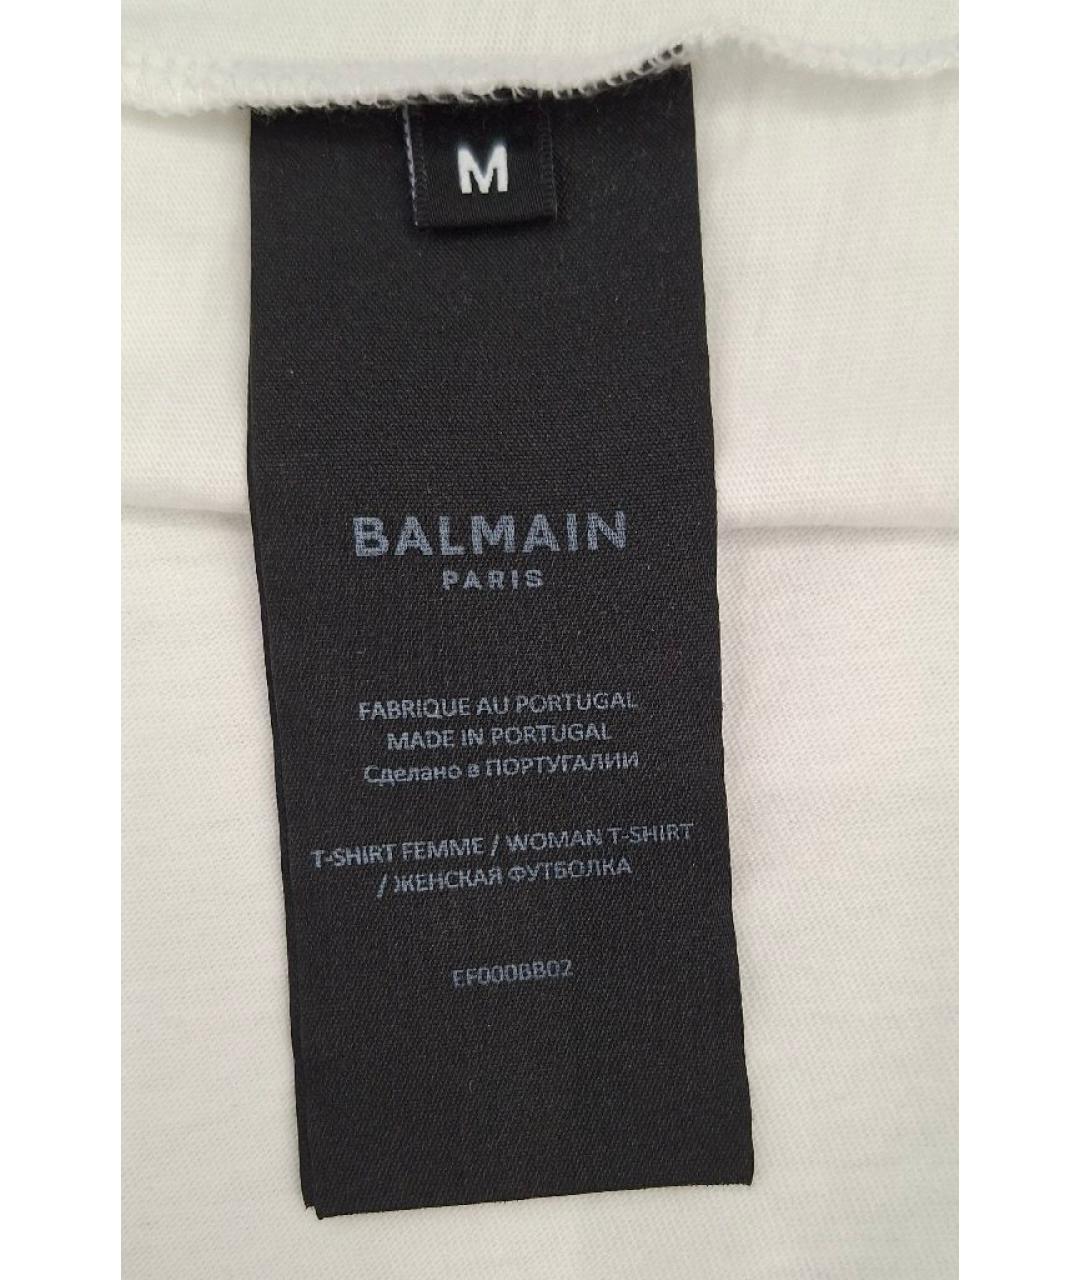 M
BALMAIN
PARIS
FABRIQUE AU PORTUGAL
MADE IN PORTUGAL
Сделано в ПОРТУГАЛИИ
T-SHIRT FEMME / WOMAN T-SHIRT
/ ЖЕНСКАЯ ФУТБОЛКА
EF000BB02